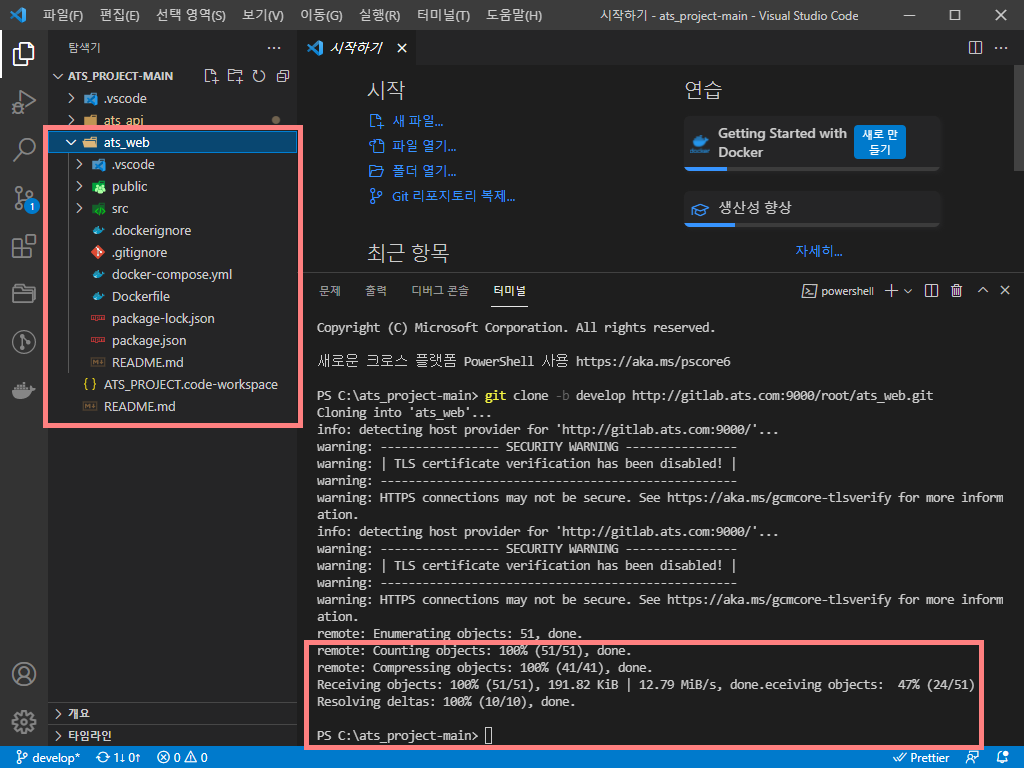 파일(F) 편집(E) 선택 영역(S) 보기(V) 이동(G) 실행(R) 터미널(T) 도움말(H) 시작하기 - ats_project-main - Visual Studio Code
탐색기
ATS_PROJECT-MAIN
.vscode
ats_api
ats_web
.vscode
public
src
.dockerignore
.gitignore
docker-compose.yml
Dockerfile
package-lock.json
package.json
README.md
{ } ATS_PROJECT.code-workspace
README.md
개요
타임라인
1
시작하기
시작
새 파일...
파일 열기...
폴더 열기...
Git 리포지토리 복제...
최근 항목
연습
Getting Started with Docker
새로 만
들기
생산성 향상
자세히...
문제 출력 디버그 콘솔 터미널 powershell
Copyright (C) Microsoft Corporation. All rights reserved.
새로운 크로스 플랫폼 PowerShell 사용 https://aka.ms/pscore6
PS C:\ats_project-main> git clone -b develop http://gitlab.ats.com:9000/root/ats_web.git
Cloning into 'ats_web'...
info: detecting host provider for 'http://gitlab.ats.com:9000/'...
warning: ----------------- SECURITY WARNING ----------------
warning: | TLS certificate verification has been disabled! |
warning: ---------------------------------------------------
warning: HTTPS connections may not be secure. See https://aka.ms/gcmcore-tlsverify for more inform
ation.
info: detecting host provider for 'http://gitlab.ats.com:9000/'...
warning: ----------------- SECURITY WARNING ----------------
warning: | TLS certificate verification has been disabled! |
warning: ---------------------------------------------------
warning: HTTPS connections may not be secure. See https://aka.ms/gcmcore-tlsverify for more inform
ation.
remote: Enumerating objects: 51, done.
remote: Counting objects: 100% (51/51), done.
remote: Compressing objects: 100% (41/41), done.
Receiving objects: 100% (51/51), 191.82 KiB | 12.79 MiB/s, done.eceiving objects:  47% (24/51)
Resolving deltas: 100% (10/10), done.
PS C:\ats_project-main>
develop* 1↓ 0↑ 0 0 Prettier